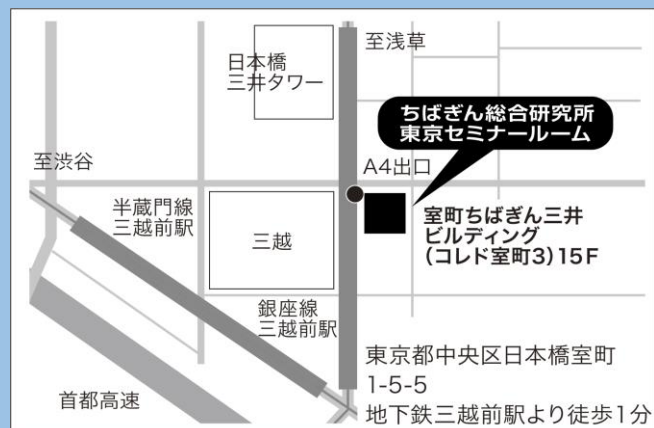 至浅草
日本橋
三井タワー
ちばぎん総合研究所
東京セミナールーム
至渋谷
A4出口
半蔵門線
三越前駅
三越
室町ちばぎん三井
ビルディング
(コレド室町3)15F
銀座線
三越前駅
東京都中央区日本橋室町
1-5-5
地下鉄三越前駅より徒歩1分
首都高速